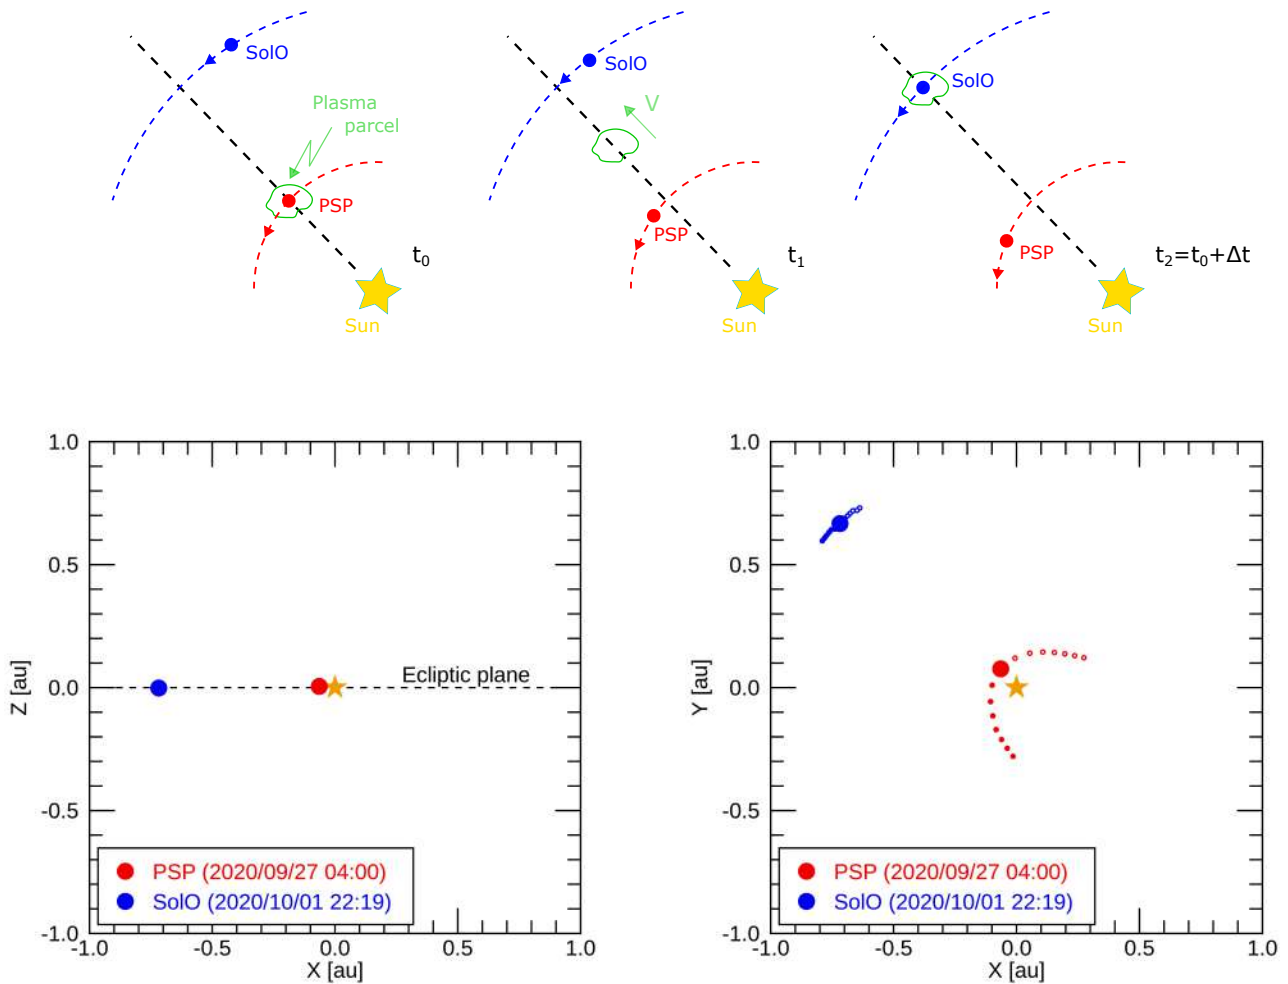 SolO
Plasma
parcel
PSP
t0
Sun
SolO
V
PSP
t1
Sun
SolO
PSP
t2=t0+Δt
Sun
1.0
0.5
0.0
-0.5
-1.0
Z [au]
Ecliptic plane
PSP (2020/09/27 04:00)
SolO (2020/10/01 22:19)
-1.0
-0.5
0.0
0.5
1.0
X [au]
1.0
0.5
0.0
-0.5
-1.0
Y [au]
PSP (2020/09/27 04:00)
SolO (2020/10/01 22:19)
-1.0
-0.5
0.0
0.5
1.0
X [au]